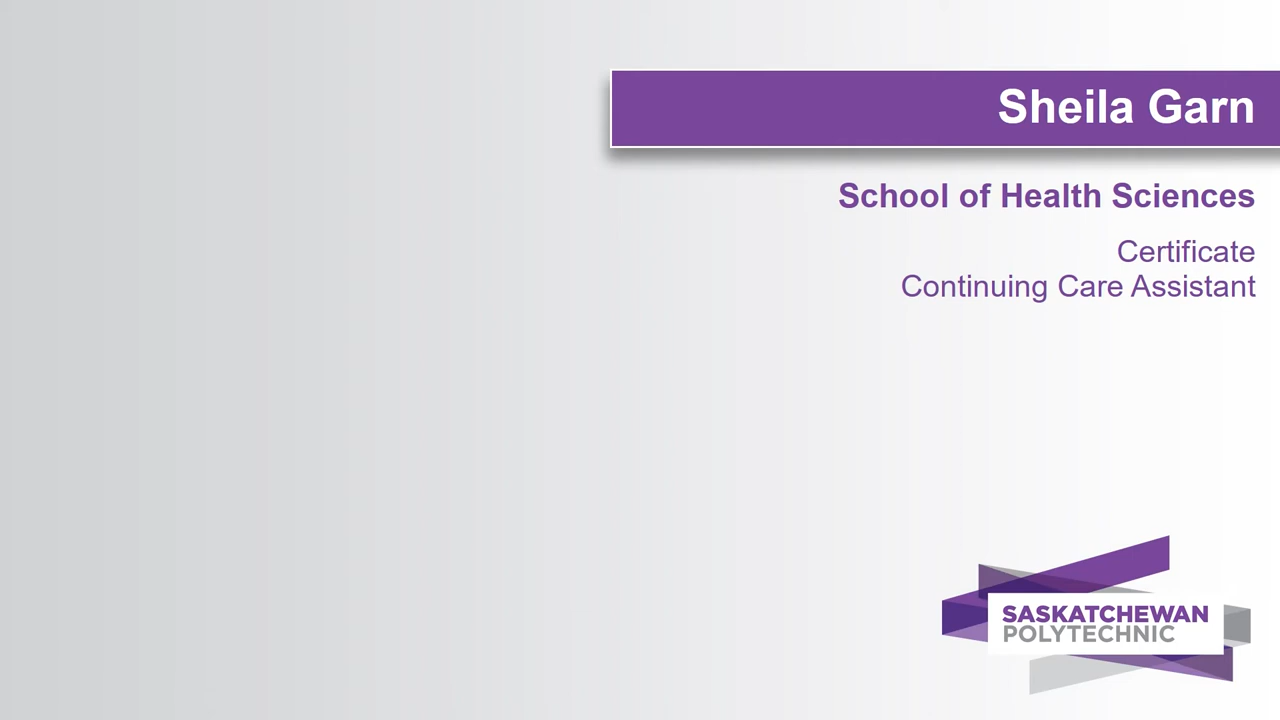 Sheila Garn
School of Health Sciences
Certificate
Continuing Care Assistant
SASKATCHEWAN
POLYTECHNIC